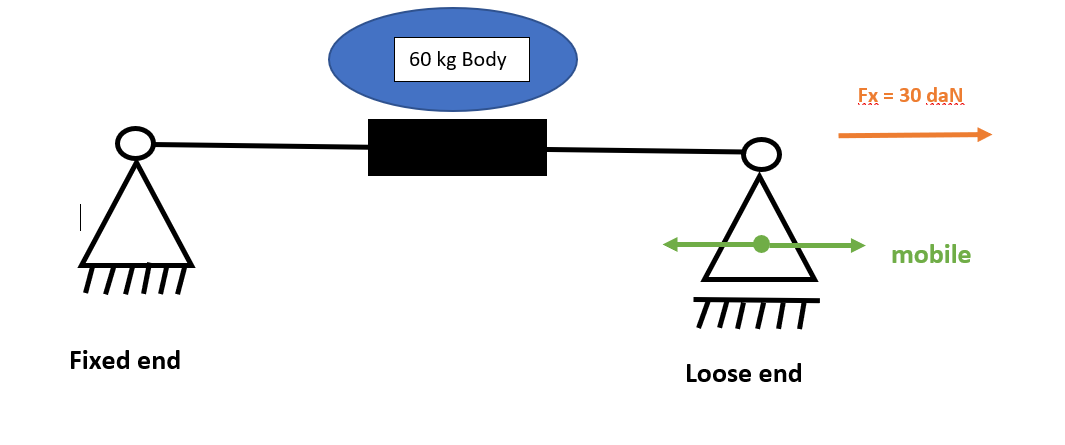 60 kg Body
Fx = 30 daN
mobile
Fixed end
Loose end